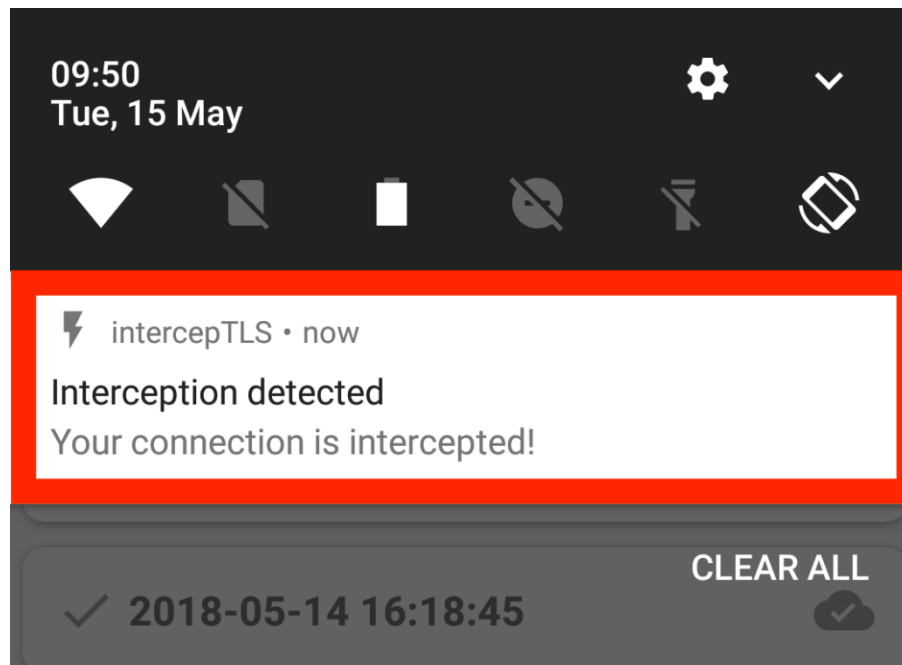 09:50
Tue, 15 May
intercepTLS • now
Interception detected
Your connection is intercepted!
CLEAR ALL
2018-05-14 16:18:45